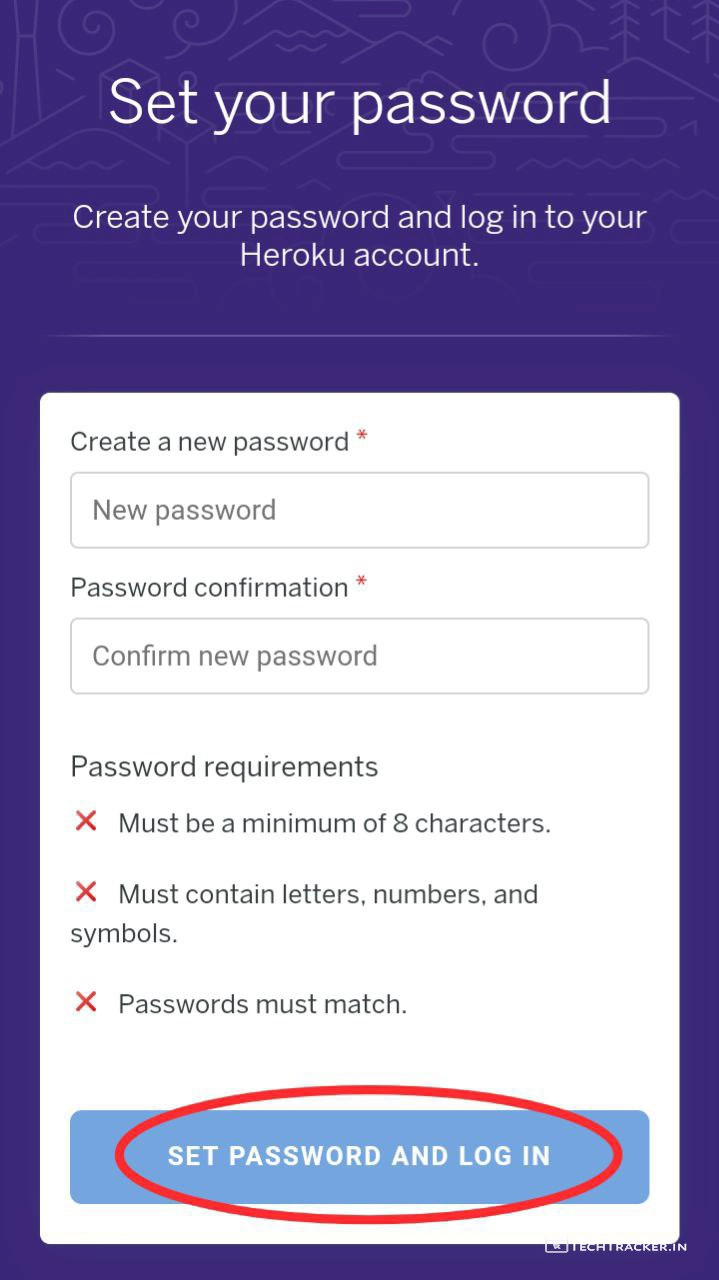 Set your password
Create your password and log in to your
Heroku account.
Create a new password *
New password
Password confirmation *
Confirm new password
Password requirements
❌ Must be a minimum of 8 characters.
❌ Must contain letters, numbers, and
symbols.
❌ Passwords must match.
SET PASSWORD AND LOG IN
TECHTRACKER.IN